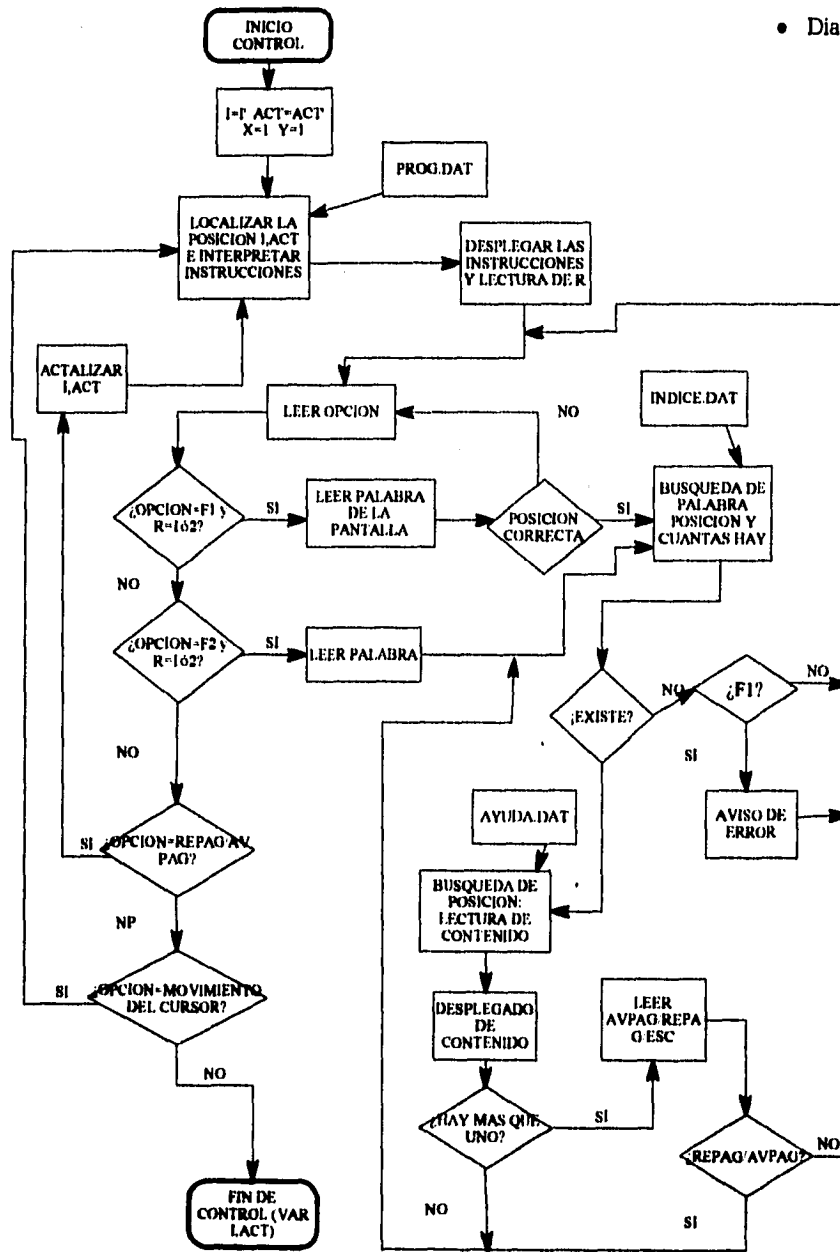 INICIO
CONTROL
• Dia
I=I' ACT=ACT'
X=1 Y=1
PROG.DAT
LOCALIZAR LA
POSICION I,ACT
E INTERPRETAR
INSTRUCCIONES
DESPLEGAR LAS
INSTRUCCIONES
Y LECTURA DE R
ACTALIZAR
I,ACT
LEER OPCION
NO
INDICE.DAT
¿OPCION=F1 y
R=1ó2?
SI
LEER PALABRA
DE LA
PANTALLA
POSICION
CORRECTA
SI
BUSQUEDA DE
PALABRA
POSICION Y
CUANTAS HAY
NO
¿OPCION=F2 y
R=1ó2?
SI
LEER PALABRA
¿EXISTE?
NO
¿F1?
NO
NO
SI
AVISO DE
ERROR
AYUDA.DAT
¿OPCION=REPAG/AV
PAG?
SI
BUSQUEDA DE
POSICION:
LECTURA DE
CONTENIDO
NP
¿OPCION=MOVIMIENTO
DEL CURSOR?
SI
DESPLEGADO
DE
CONTENIDO
LEER
AVPAG/REPA
G/ESC
NO
¿HAY MAS QUE
UNO?
SI
¿REPAG/AVPAG?
NO
NO
SI
FIN DE
CONTROL (VAR
I,ACT)